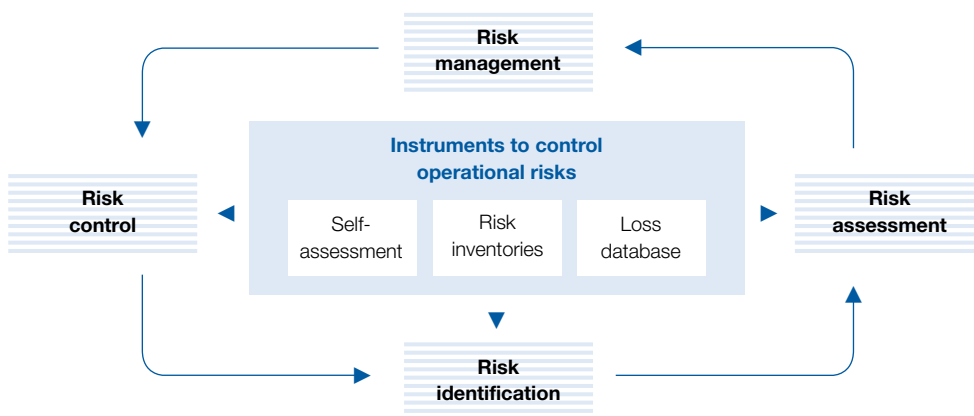 Risk
management
Instruments to control
operational risks
Risk
control
Self-
assessment
Risk
inventories
Loss
database
Risk
assessment
Risk
identification